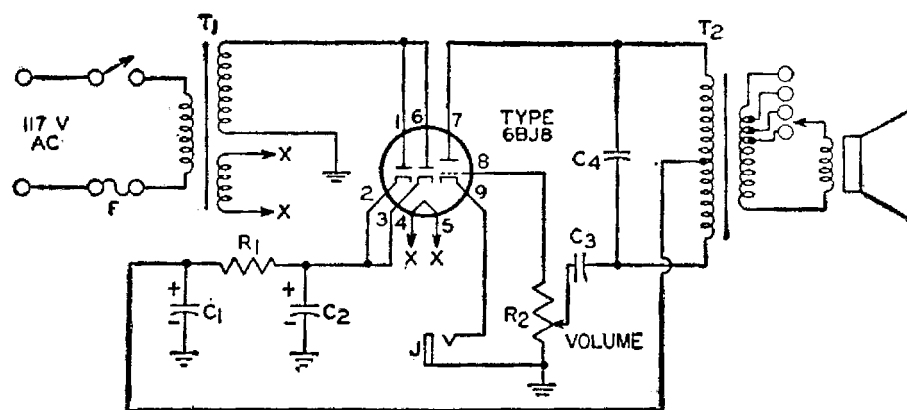 T1
T2
117 V
AC
F
X
X
1
6
7
TYPE
6BJ8
8
9
2
3
4
5
X
X
C4
R1
+
-
C1
+
-
C2
C3
R2
J
VOLUME